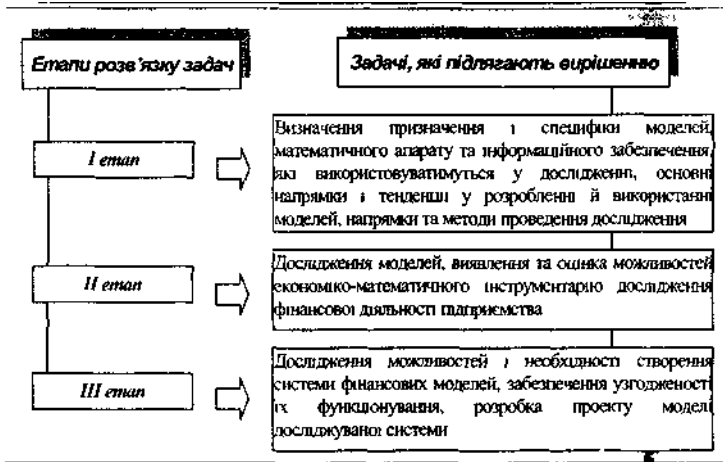 Етапи розв'язку задач
Задачі, які підлягають вирішенню
I етап
Визначення призначення і специфіки моделей,
математичного апарату та інформаційного забезпечення,
які використовуватимуться у дослідженні, основні
напрямки і тенденції у розробленні й використанні
моделей, напрямки та методи проведення дослідження
II етап
Дослідження моделей, виявлення та оцінка можливостей
економіко-математичного інструментарію дослідження
фінансової діяльності підприємства
III етап
Дослідження можливостей і необхідності створення
системи фінансових моделей, забезпечення узгодженості
їх функціонування, розробка проекту моделі
досліджуваної системи